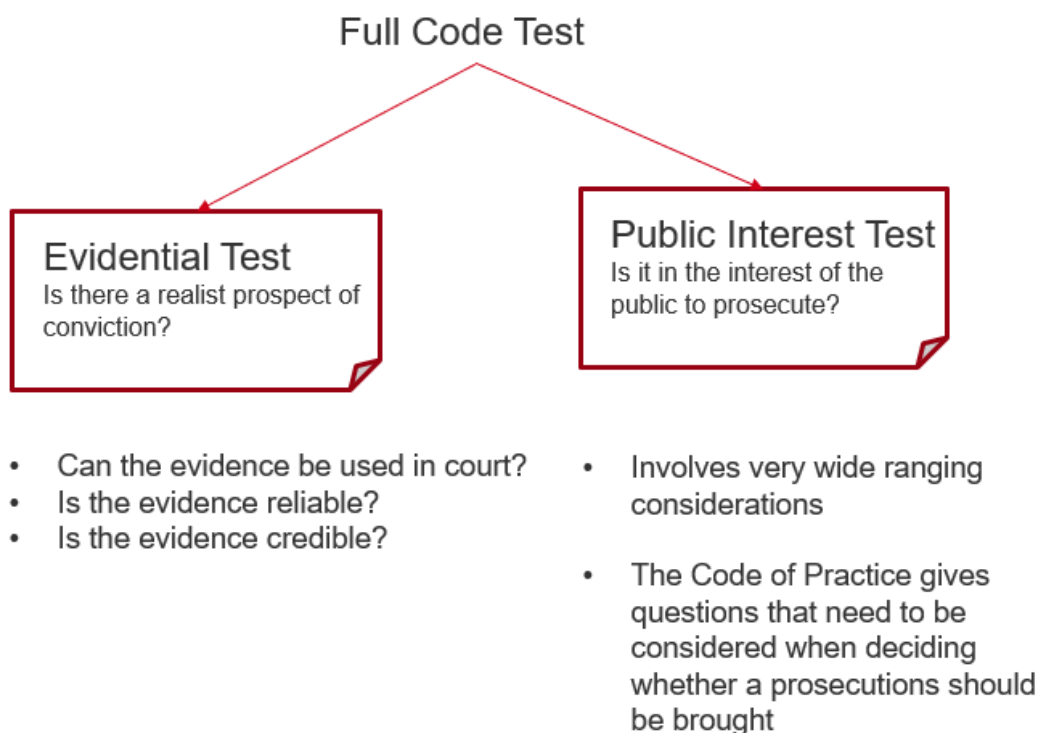 Full Code Test
Evidential Test
Is there a realist prospect of
conviction?
Public Interest Test
Is it in the interest of the
public to prosecute?
• Can the evidence be used in court?
• Is the evidence reliable?
• Is the evidence credible?
• Involves very wide ranging
considerations
• The Code of Practice gives
questions that need to be
considered when deciding
whether a prosecutions should
be brought